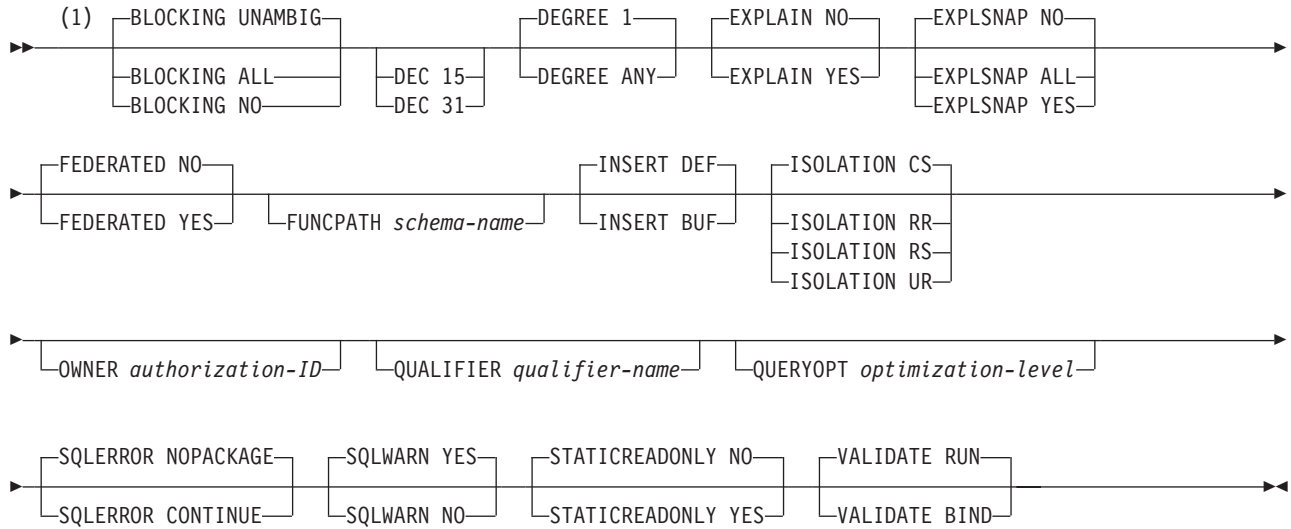 (1) BLOCKING UNAMBIG DEGREE 1 EXPLAIN NO EXPLSNAP NO
BLOCKING ALL DEC 15 DEGREE ANY EXPLAIN YES EXPLSNAP ALL
BLOCKING NO DEC 31 EXPLSNAP YES
FEDERATED NO INSERT DEF ISOLATION CS
FEDERATED YES FUNCPATH schema-name INSERT BUF ISOLATION RR
ISOLATION RS
ISOLATION UR
OWNER authorization-ID QUALIFIER qualifier-name QUERYOPT optimization-level
SQLERROR NOPACKAGE SQLWARN YES STATICREADONLY NO VALIDATE RUN
SQLERROR CONTINUE SQLWARN NO STATICREADONLY YES VALIDATE BIND